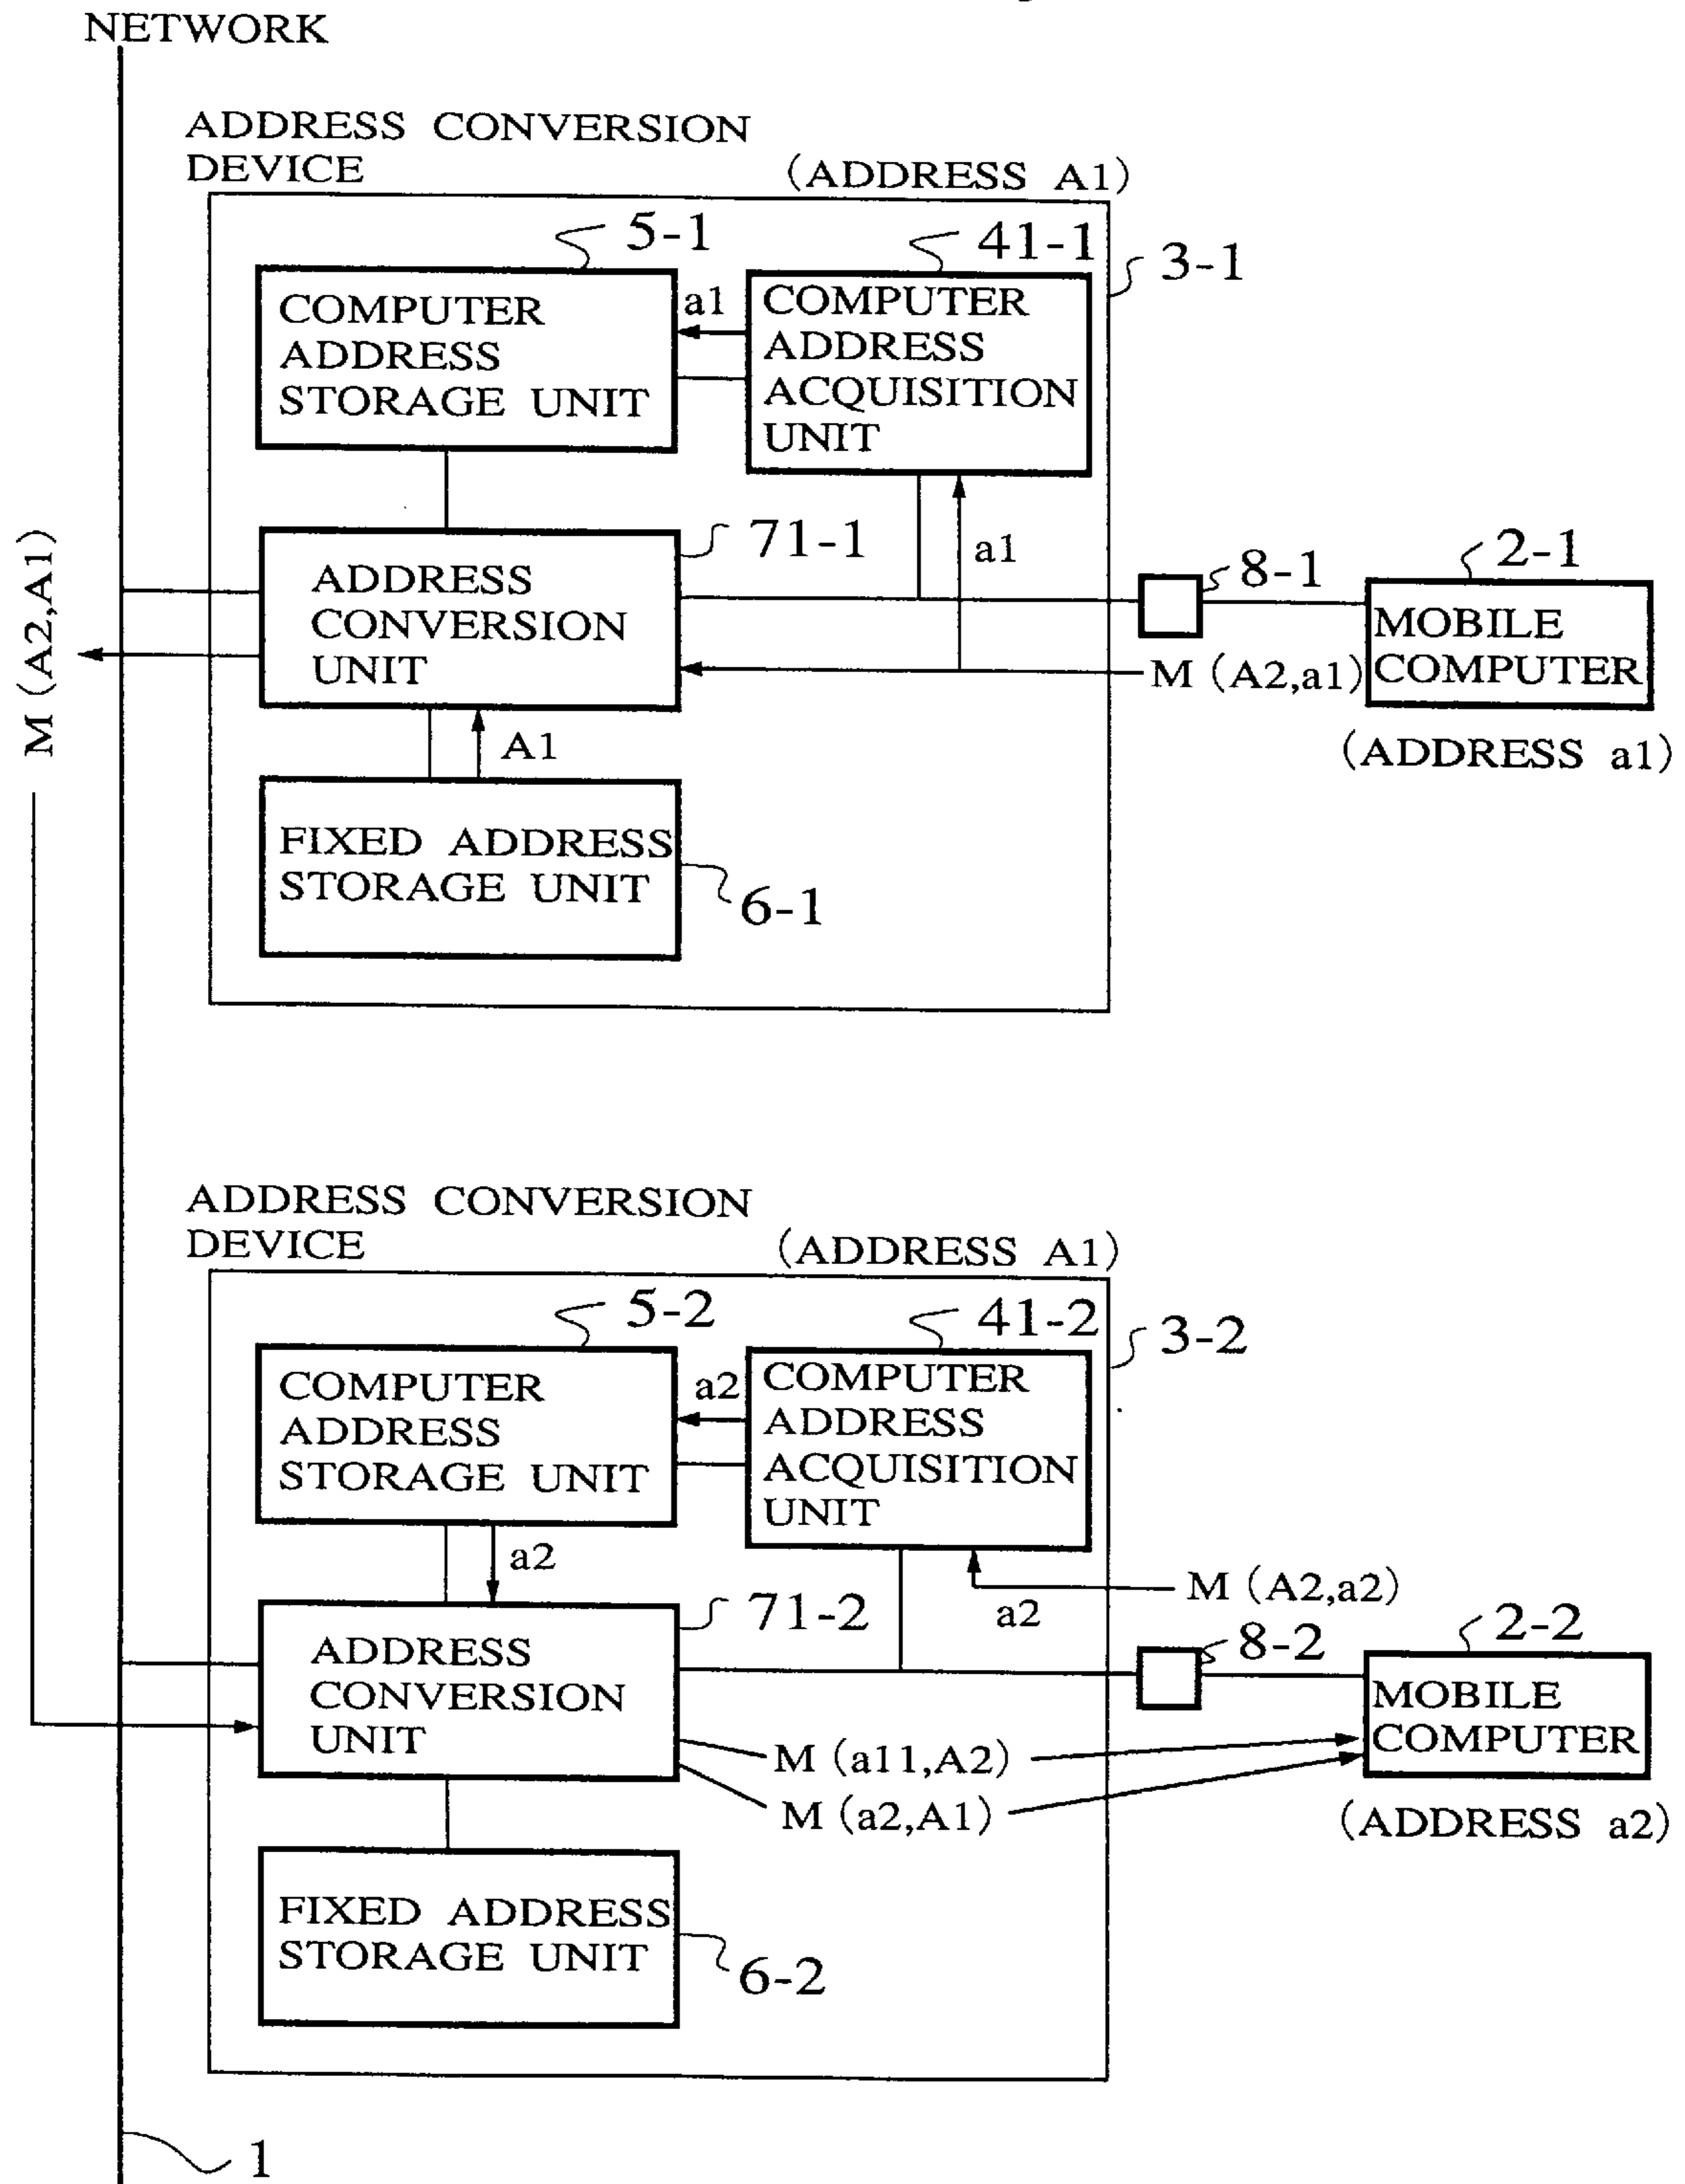 NETWORK
ADDRESS CONVERSION
DEVICE
(ADDRESS A1)
5-1
41-1
3-1
COMPUTER
ADDRESS
STORAGE UNIT
a1
COMPUTER
ADDRESS
ACQUISITION
UNIT
71-1
a1
8-1
2-1
ADDRESS
CONVERSION
UNIT
MOBILE
COMPUTER
M (A2,a1)
(ADDRESS a1)
M (A2,A1)
A1
FIXED ADDRESS
STORAGE UNIT
6-1
ADDRESS CONVERSION
DEVICE
(ADDRESS A1)
5-2
41-2
3-2
COMPUTER
ADDRESS
STORAGE UNIT
a2
COMPUTER
ADDRESS
ACQUISITION
UNIT
a2
M (A2,a2)
a2
71-2
8-2
2-2
ADDRESS
CONVERSION
UNIT
MOBILE
COMPUTER
M (a11,A2)
M (a2,A1)
(ADDRESS a2)
FIXED ADDRESS
STORAGE UNIT
6-2
1